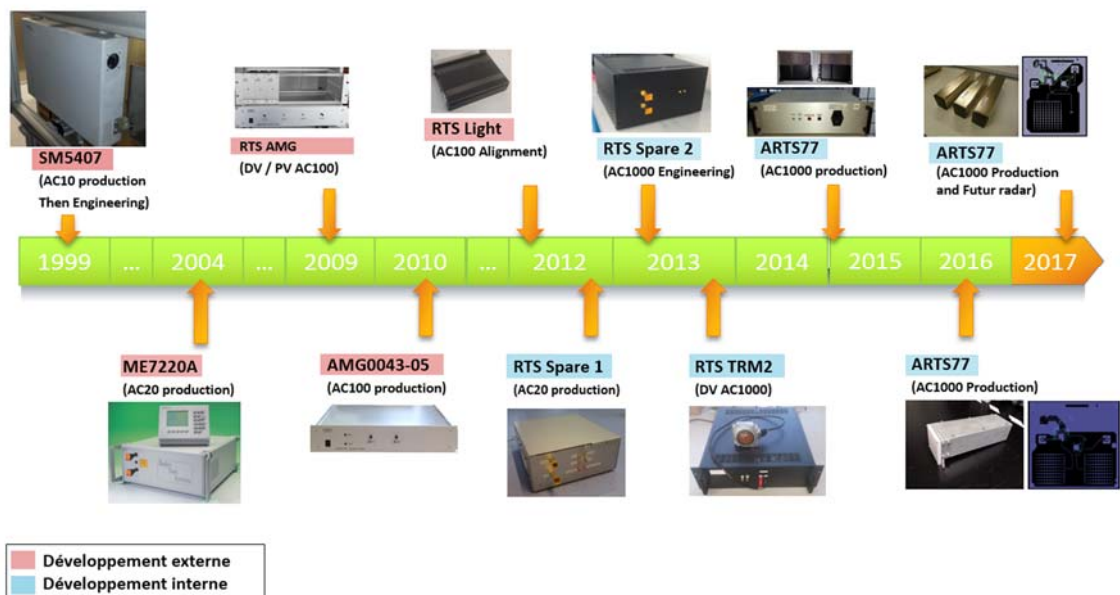 SM5407
(AC10 production
Then Engineering)
RTS AMG
(DV / PV AC100)
RTS Light
(AC100 Alignment)
RTS Spare 2
(AC1000 Engineering)
ARTS77
(AC1000 production)
ARTS77
(AC1000 Production
and Futur radar)
1999 ... 2004 ... 2009 2010 ... 2012 2013 2014 2015 2016 2017
ME7220A
(AC20 production)
AMG0043-05
(AC100 production)
RTS Spare 1
(AC20 production)
RTS TRM2
(DV AC1000)
ARTS77
(AC1000 Production)
Développement externe
Développement interne